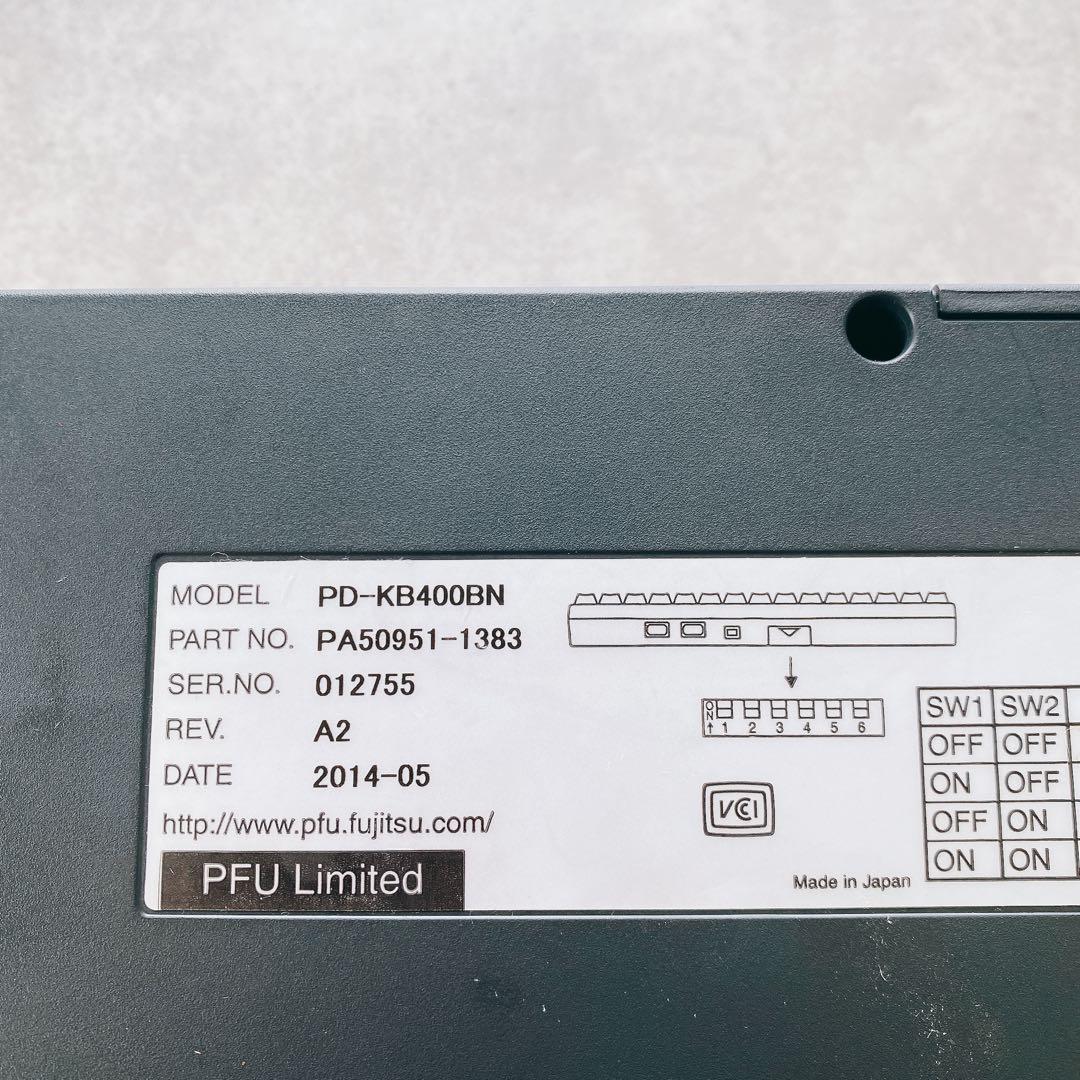 MODEL PD-KB400BN
PART NO. PA50951-1383
SER.NO. 012755
REV. A2
DATE 2014-05
http://www.pfu.fujitsu.com/
PFU Limited
ON
↑ 1 2 3 4 5 6
VCI
Made in Japan
SW1 SW2
OFF OFF
ON OFF
OFF ON
ON ON